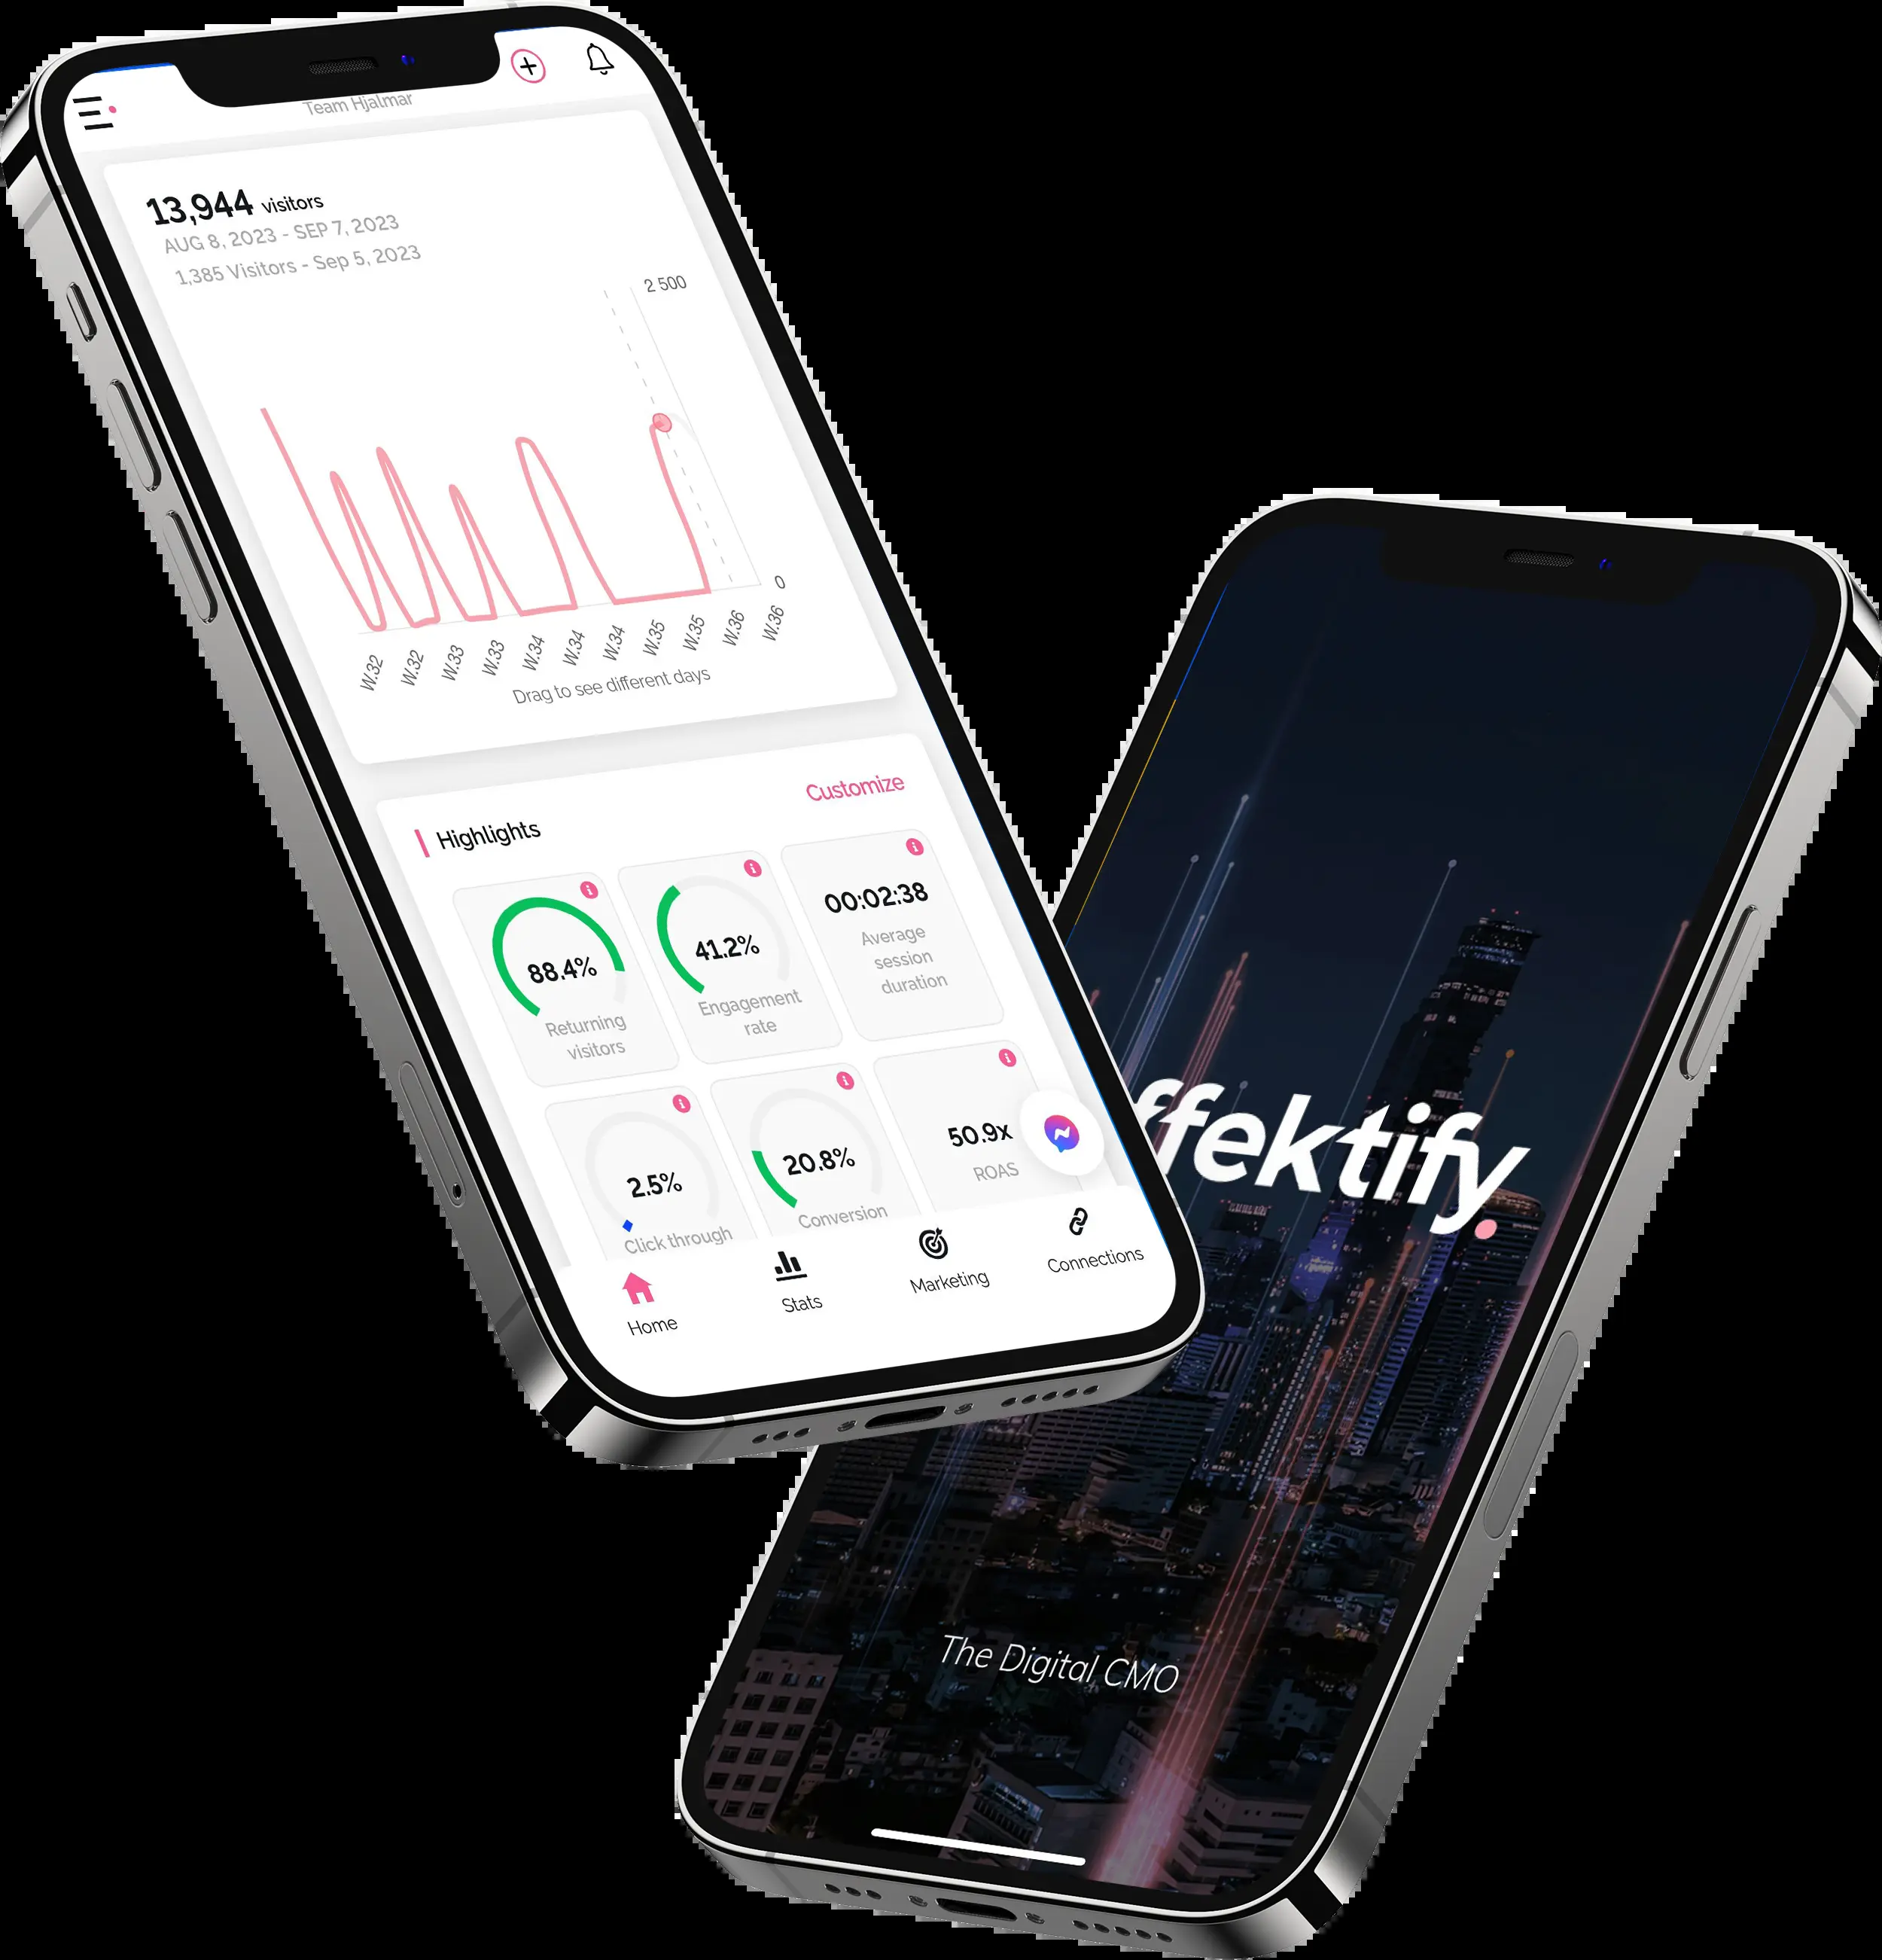 Team Hjalmar
13,944 visitors
AUG 8, 2023 - SEP 7, 2023
1,385 Visitors - Sep 5, 2023
2 500
0
W.32
W.32
W.33
W.33
W.34
W.34
W.34
W.35
W.35
W.36
W.36
Drag to see different days
Highlights
Customize
88.4%
Returning
visitors
41.2%
Engagement
rate
00:02:38
Average
session
duration
2.5%
Click through
20.8%
Conversion
50.9x
ROAS
Home
Stats
Marketing
Connections
ffektify.
The Digital CMO